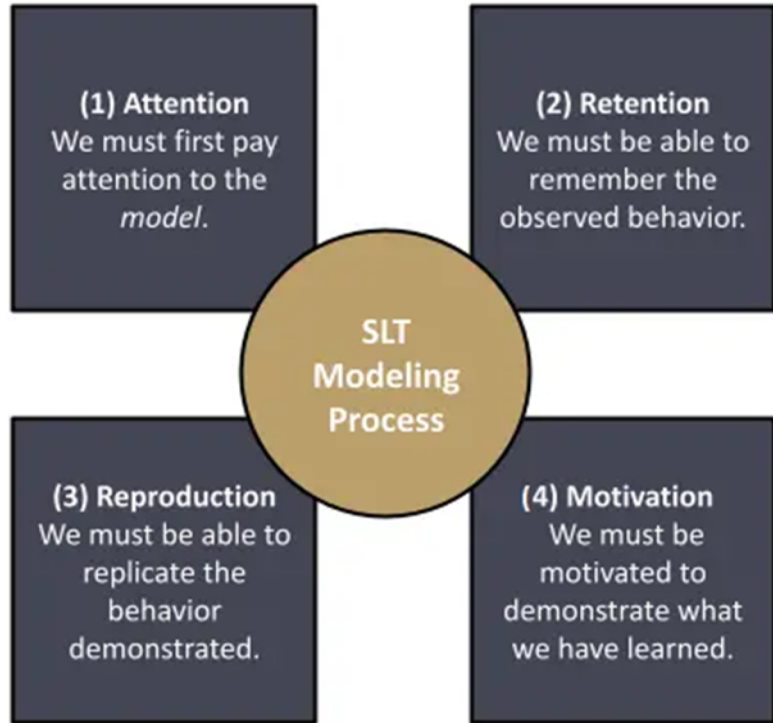 (1) Attention
We must first pay
attention to the
model.
(2) Retention
We must be able to
remember the
observed behavior.
SLT
Modeling
Process
(3) Reproduction
We must be able to
replicate the
behavior
demonstrated.
(4) Motivation
We must be
motivated to
demonstrate what
we have learned.